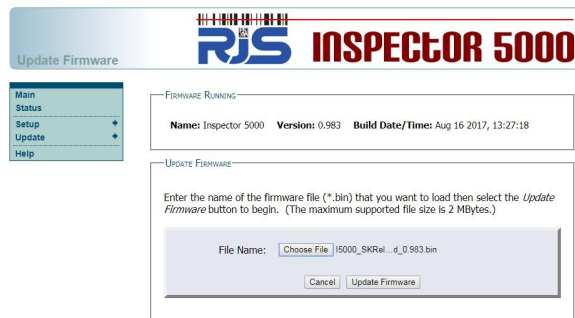 RJS INSPECTOR 5000
Update Firmware
Main
Status
Setup
Update
Help
FIRMWARE RUNNING
Name: Inspector 5000 Version: 0.983 Build Date/Time: Aug 16 2017, 13:27:18
UPDATE FIRMWARE
Enter the name of the firmware file (*.bin) that you want to load then select the Update
Firmware button to begin. (The maximum supported file size is 2 MBytes.)
File Name: Choose File I5000_SKRel...d_0.983.bin
Cancel Update Firmware